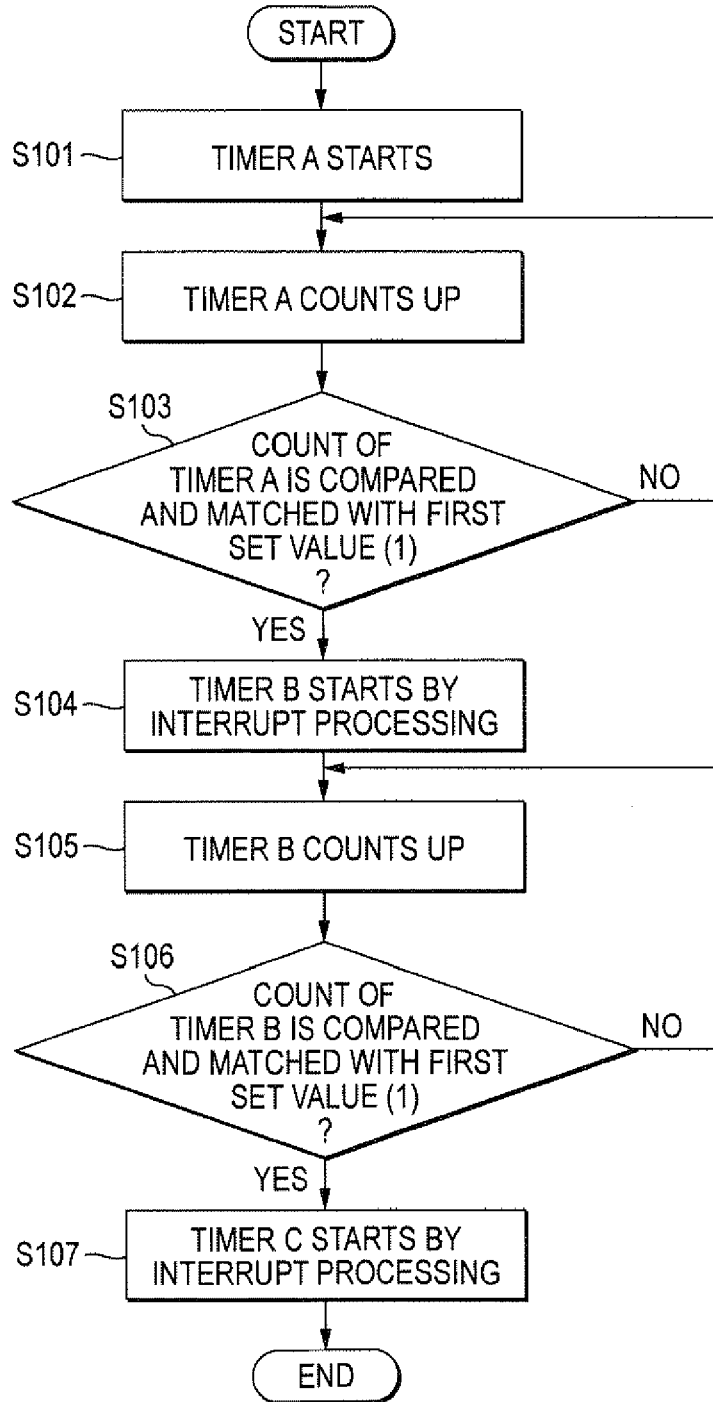 START
S101
TIMER A STARTS
S102
TIMER A COUNTS UP
S103
COUNT OF
TIMER A IS COMPARED
AND MATCHED WITH FIRST
SET VALUE (1)
?
NO
YES
S104
TIMER B STARTS BY
INTERRUPT PROCESSING
S105
TIMER B COUNTS UP
S106
COUNT OF
TIMER B IS COMPARED
AND MATCHED WITH FIRST
SET VALUE (1)
?
NO
YES
S107
TIMER C STARTS BY
INTERRUPT PROCESSING
END